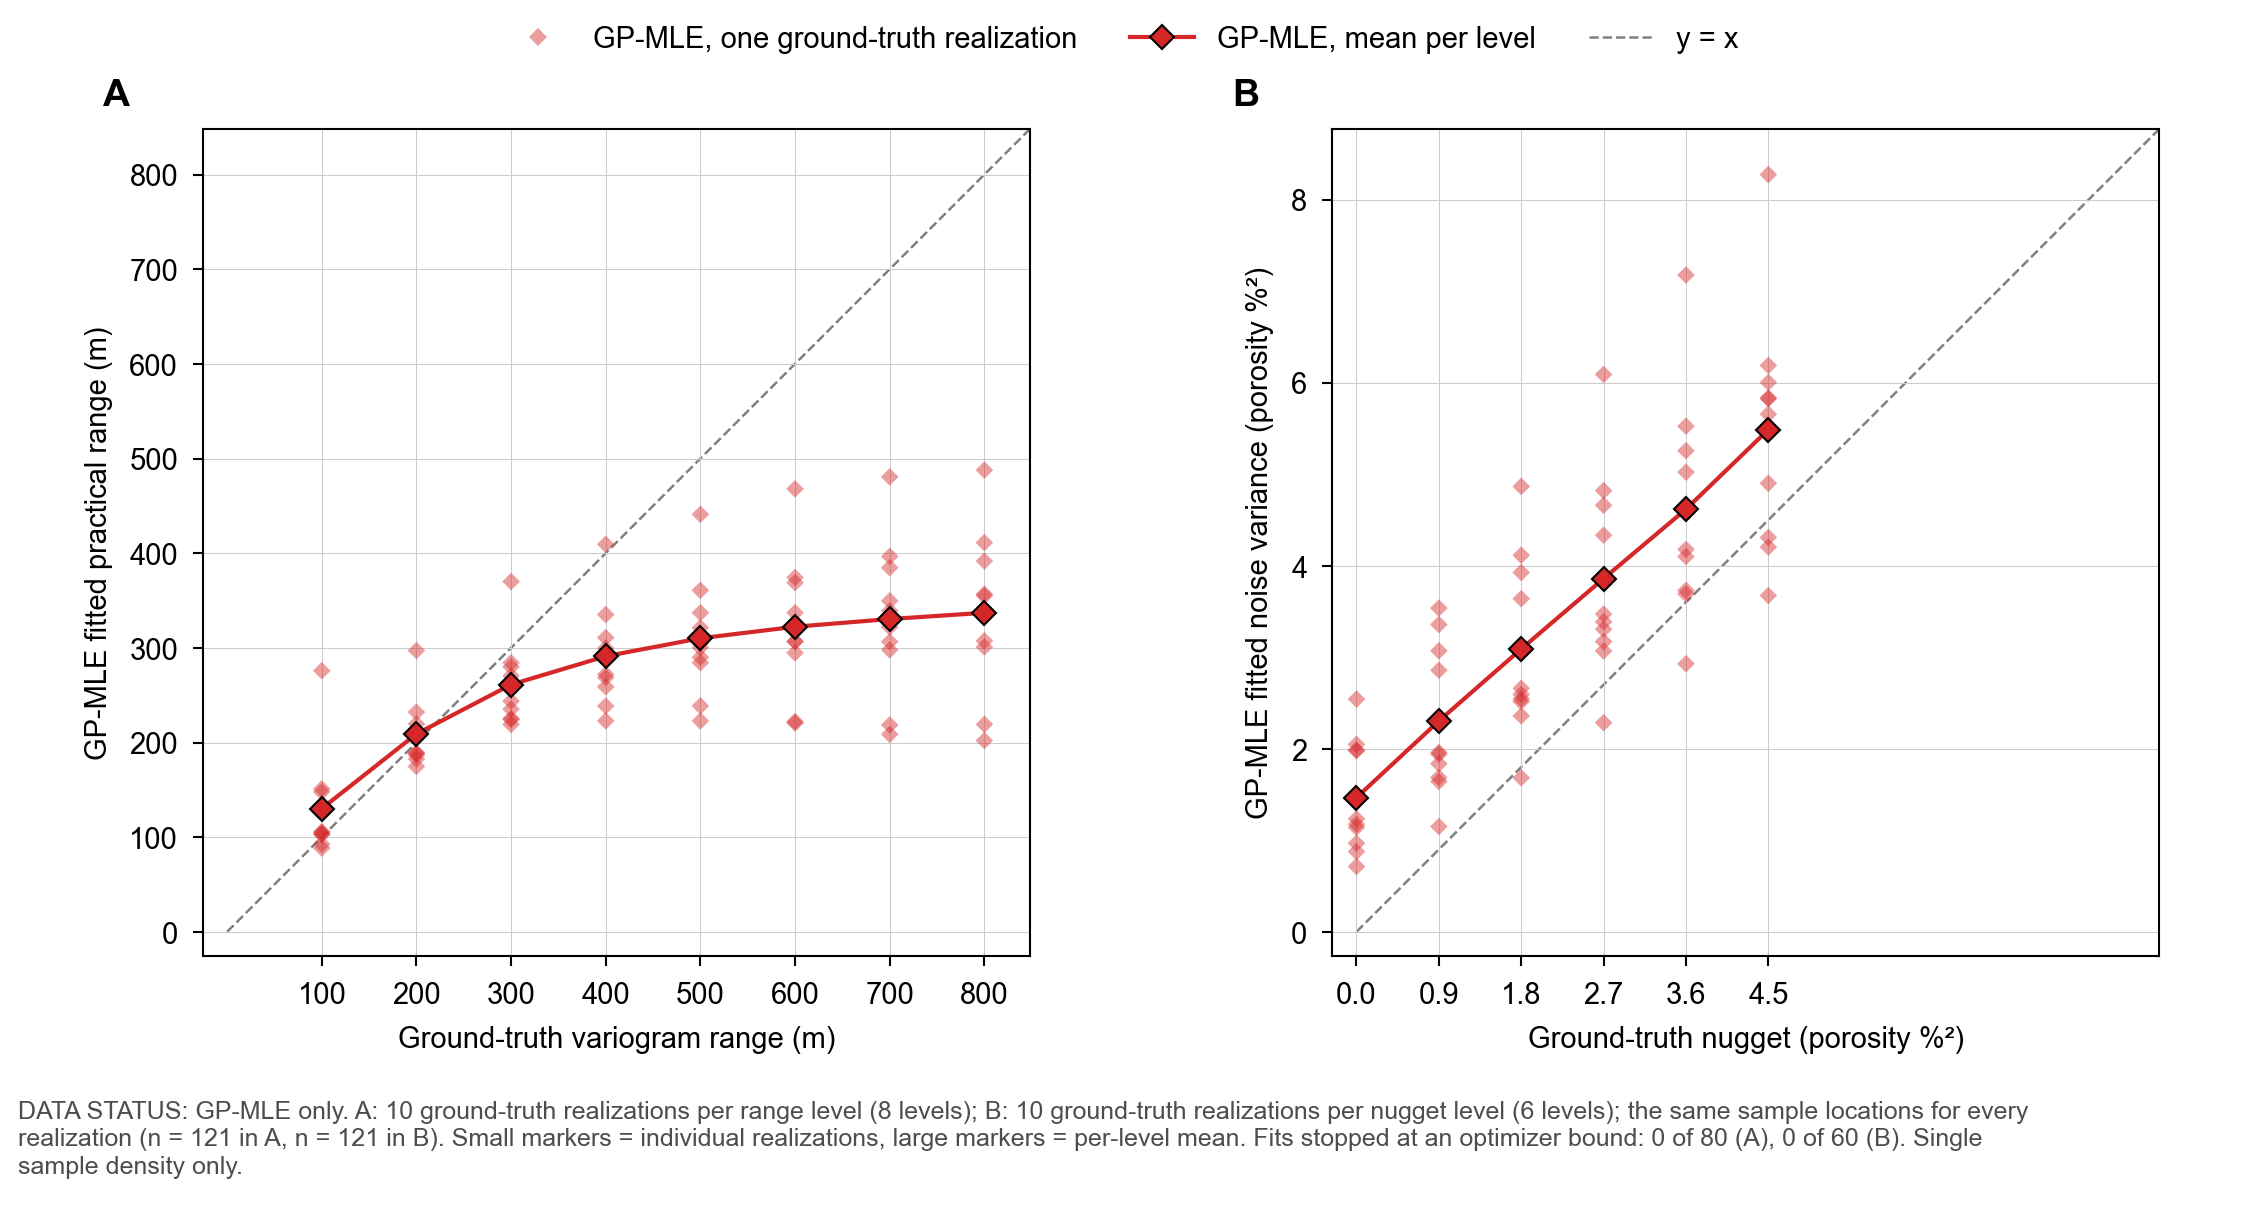 GP-MLE, one ground-truth realization
GP-MLE, mean per level
y = x
A
GP-MLE fitted practical range (m)
800
700
600
500
400
300
200
100
0
100 200 300 400 500 600 700 800
Ground-truth variogram range (m)
B
GP-MLE fitted noise variance (porosity %²)
8
6
4
2
0
0.0 0.9 1.8 2.7 3.6 4.5
Ground-truth nugget (porosity %²)
DATA STATUS: GP-MLE only. A: 10 ground-truth realizations per range level (8 levels); B: 10 ground-truth realizations per nugget level (6 levels); the same sample locations for every
realization (n = 121 in A, n = 121 in B). Small markers = individual realizations, large markers = per-level mean. Fits stopped at an optimizer bound: 0 of 80 (A), 0 of 60 (B). Single
sample density only.